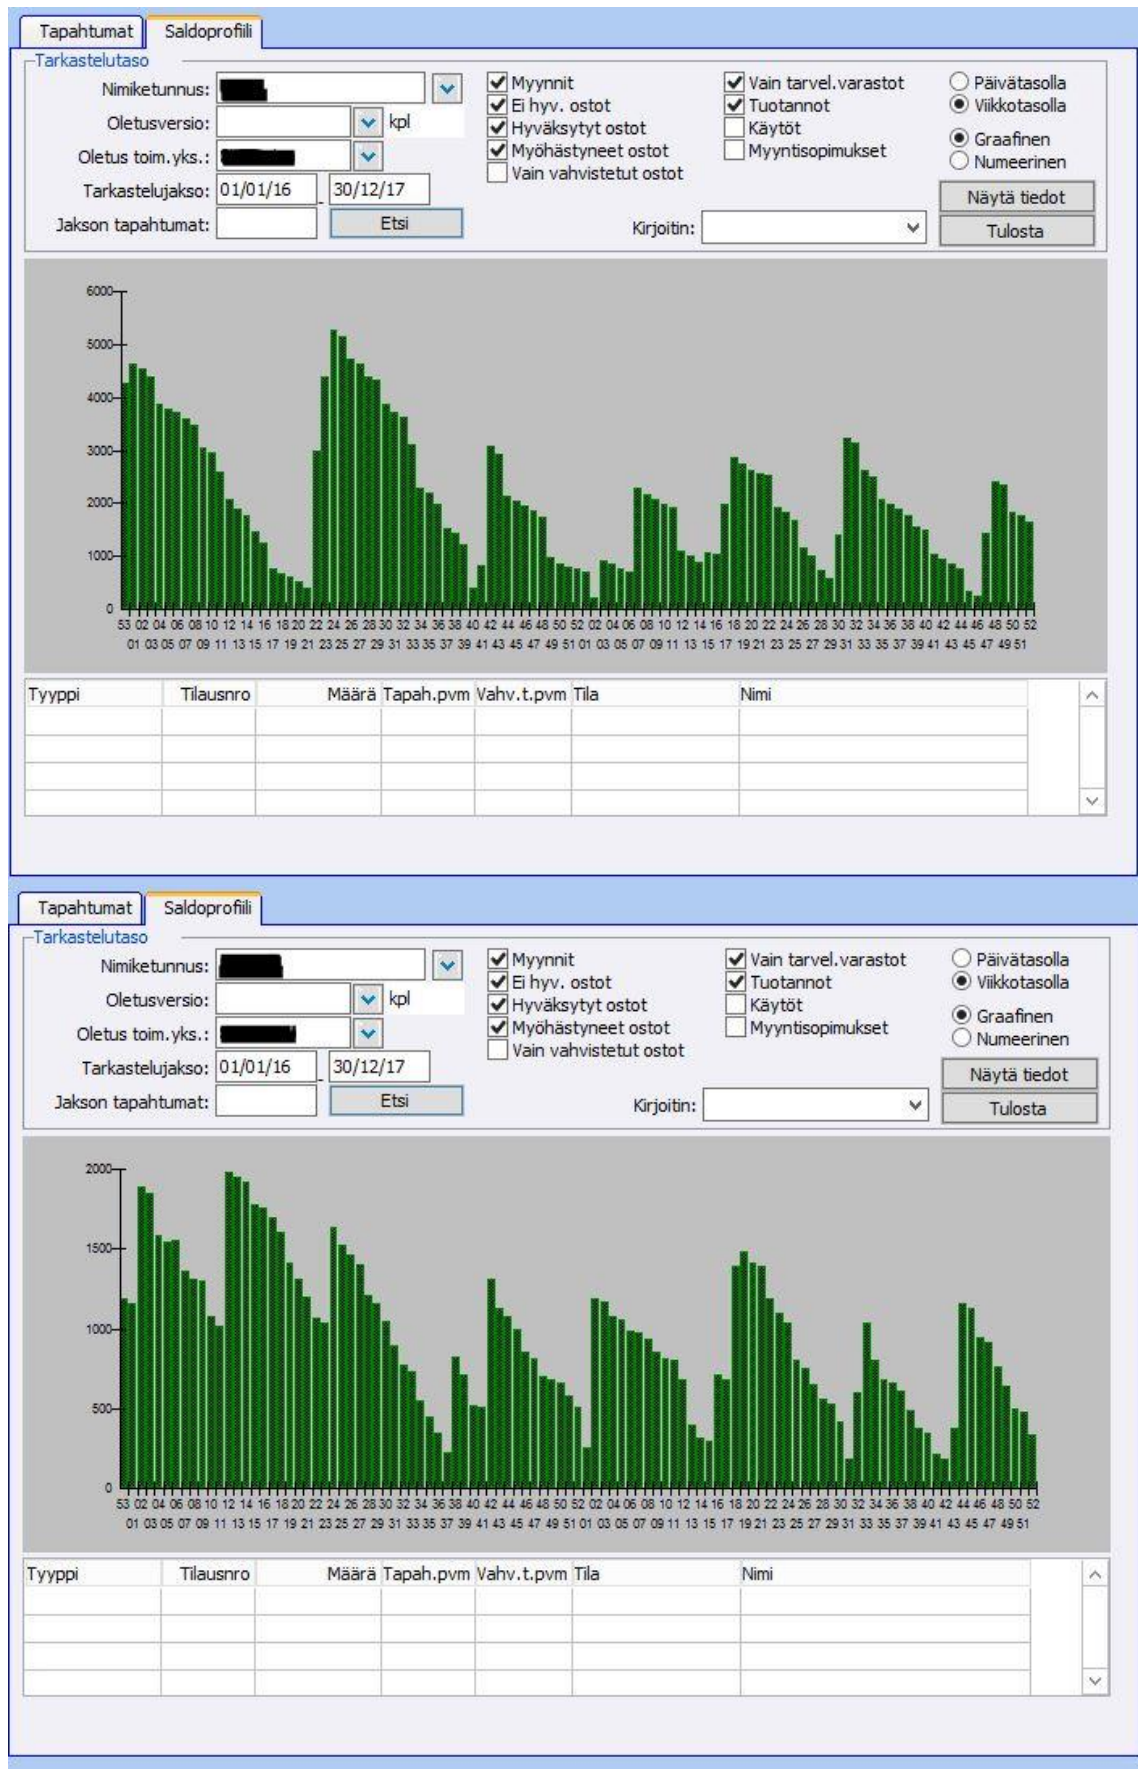 Tapahtumat Saldoprofiili
Tarkastelutaso
Nimiketunnus: Myynnit Vain tarvel.varastot Päivätasolla
Ei hyv. ostot Tuotannot Viikkotasolla
Oletusversio: kpl Hyväksytyt ostot Käytöt
Graafinen
Oletus toim.yks.: Myöhästyneet ostot Myyntisopimukset Numeerinen
Vain vahvistetut ostot
Tarkastelujakso: 01/01/16 - 30/12/17 Näytä tiedot
Jakson tapahtumat: Etsi Kirjoitin: Tulosta
6000
5000
4000
3000
2000
1000
0
53 02 04 06 08 10 12 14 16 18 20 22 24 26 28 30 32 34 36 38 40 42 44 46 48 50 52 02 04 06 08 10 12 14 16 18 20 22 24 26 28 30 32 34 36 38 40 42 44 46 48 50 52
01 03 05 07 09 11 13 15 17 19 21 23 25 27 29 31 33 35 37 39 41 43 45 47 49 51 01 03 05 07 09 11 13 15 17 19 21 23 25 27 29 31 33 35 37 39 41 43 45 47 49 51
Tyyppi Tilausnro Määrä Tapah.pvm Vahv.t.pvm Tila Nimi
Tapahtumat Saldoprofiili
Tarkastelutaso
Nimiketunnus: Myynnit Vain tarvel.varastot Päivätasolla
Ei hyv. ostot Tuotannot Viikkotasolla
Oletusversio: kpl Hyväksytyt ostot Käytöt
Graafinen
Oletus toim.yks.: Myöhästyneet ostot Myyntisopimukset Numeerinen
Vain vahvistetut ostot
Tarkastelujakso: 01/01/16 - 30/12/17 Näytä tiedot
Jakson tapahtumat: Etsi Kirjoitin: Tulosta
2000
1500
1000
500
0
53 02 04 06 08 10 12 14 16 18 20 22 24 26 28 30 32 34 36 38 40 42 44 46 48 50 52 02 04 06 08 10 12 14 16 18 20 22 24 26 28 30 32 34 36 38 40 42 44 46 48 50 52
01 03 05 07 09 11 13 15 17 19 21 23 25 27 29 31 33 35 37 39 41 43 45 47 49 51 01 03 05 07 09 11 13 15 17 19 21 23 25 27 29 31 33 35 37 39 41 43 45 47 49 51
Tyyppi Tilausnro Määrä Tapah.pvm Vahv.t.pvm Tila Nimi